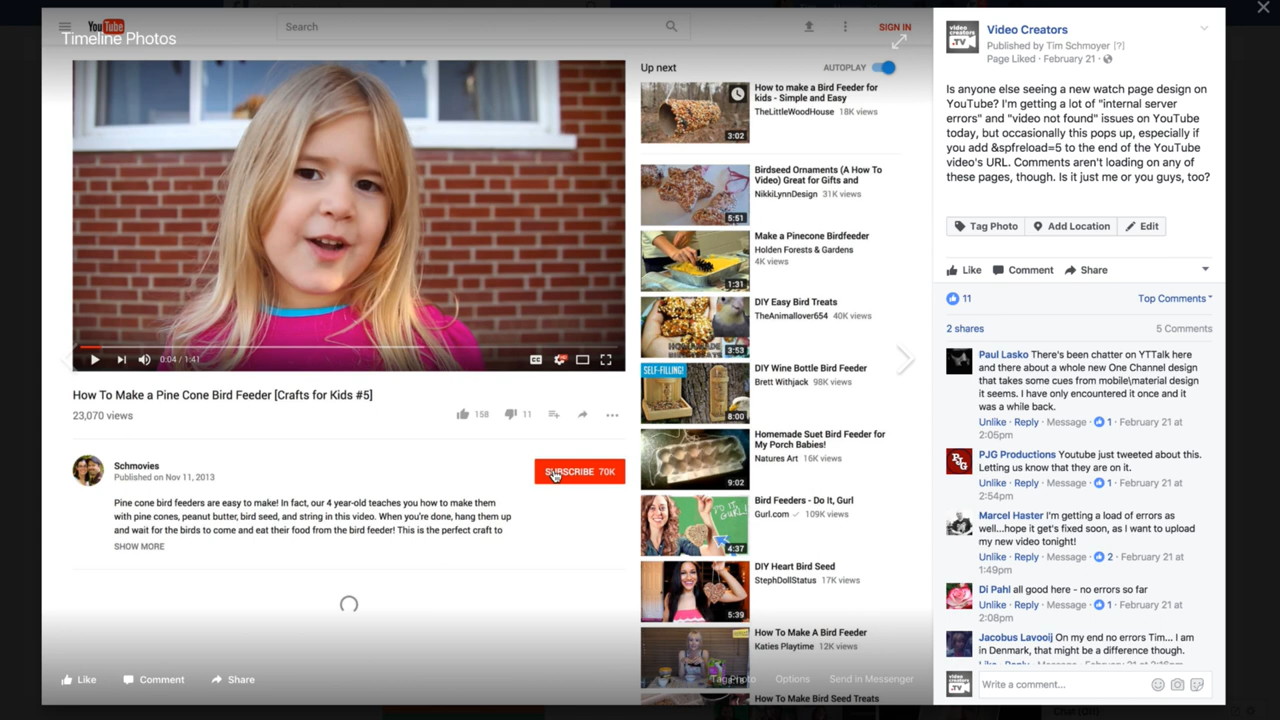 YouTube
Search
SIGN IN
Timeline Photos
0:04 / 1:41
CC
How To Make a Pine Cone Bird Feeder [Crafts for Kids #5]
23,070 views
158
11
Schmovies
Published on Nov 11, 2013
SUBSCRIBE 70K
Pine cone bird feeders are easy to make! In fact, our 4 year-old teaches you how to make them
with pine cones, peanut butter, bird seed, and string in this video. When you're done, hang them up
and wait for the birds to come and eat their food from the bird feeder! This is the perfect craft to
SHOW MORE
Like
Comment
Share
Up next
AUTOPLAY
How to make a Bird Feeder for
kids - Simple and Easy
TheLittleWoodHouse 18K views
3:02
Birdseed Ornaments (A How To
Video) Great for Gifts and
NikkiLynnDesign 31K views
5:51
Make a Pinecone Birdfeeder
Holden Forests & Gardens
4K views
1:31
DIY Easy Bird Treats
TheAnimallover654 40K views
3:53
SELF-FILLING!
DIY Wine Bottle Bird Feeder
Brett Withjack 98K views
8:00
Homemade Suet Bird Feeder for
My Porch Babies!
Natures Art 16K views
9:02
DO IT
GURL!
Bird Feeders - Do It, Gurl
Gurl.com 109K views
4:37
DIY Heart Bird Seed
StephDollStatus 17K views
5:39
How To Make A Bird Feeder
Katies Playtime 12K views
Tag Photo
Options
Send in Messenger
How To Make Bird Seed Treats
video
creators
.TV
Video Creators
Published by Tim Schmoyer [?]
Page Liked · February 21 ·
Is anyone else seeing a new watch page design on
YouTube? I'm getting a lot of "internal server
errors" and "video not found" issues on YouTube
today, but occasionally this pops up, especially if
you add &spfreload=5 to the end of the YouTube
video's URL. Comments aren't loading on any of
these pages, though. Is it just me or you guys, too?
Tag Photo
Add Location
Edit
Like
Comment
Share
11
Top Comments
2 shares
5 Comments
Paul Lasko There's been chatter on YTTalk here
and there about a whole new One Channel design
that takes some cues from mobile\material design
it seems. I have only encountered it once and it
was a while back.
Unlike · Reply · Message · 1 · February 21 at
2:05pm
PJG Productions Youtube just tweeted about this.
Letting us know that they are on it.
Unlike · Reply · Message · 1 · February 21 at
2:54pm
Marcel Haster I'm getting a load of errors as
well...hope it get's fixed soon, as I want to upload
my new video tonight!
Unlike · Reply · Message · 2 · February 21 at
1:49pm
Di Pahl all good here - no errors so far
Unlike · Reply · Message · 1 · February 21 at
2:08pm
Jacobus Lavooij On my end no errors Tim... I am
in Denmark, that might be a difference though.
video
creators
.TV
Write a comment...